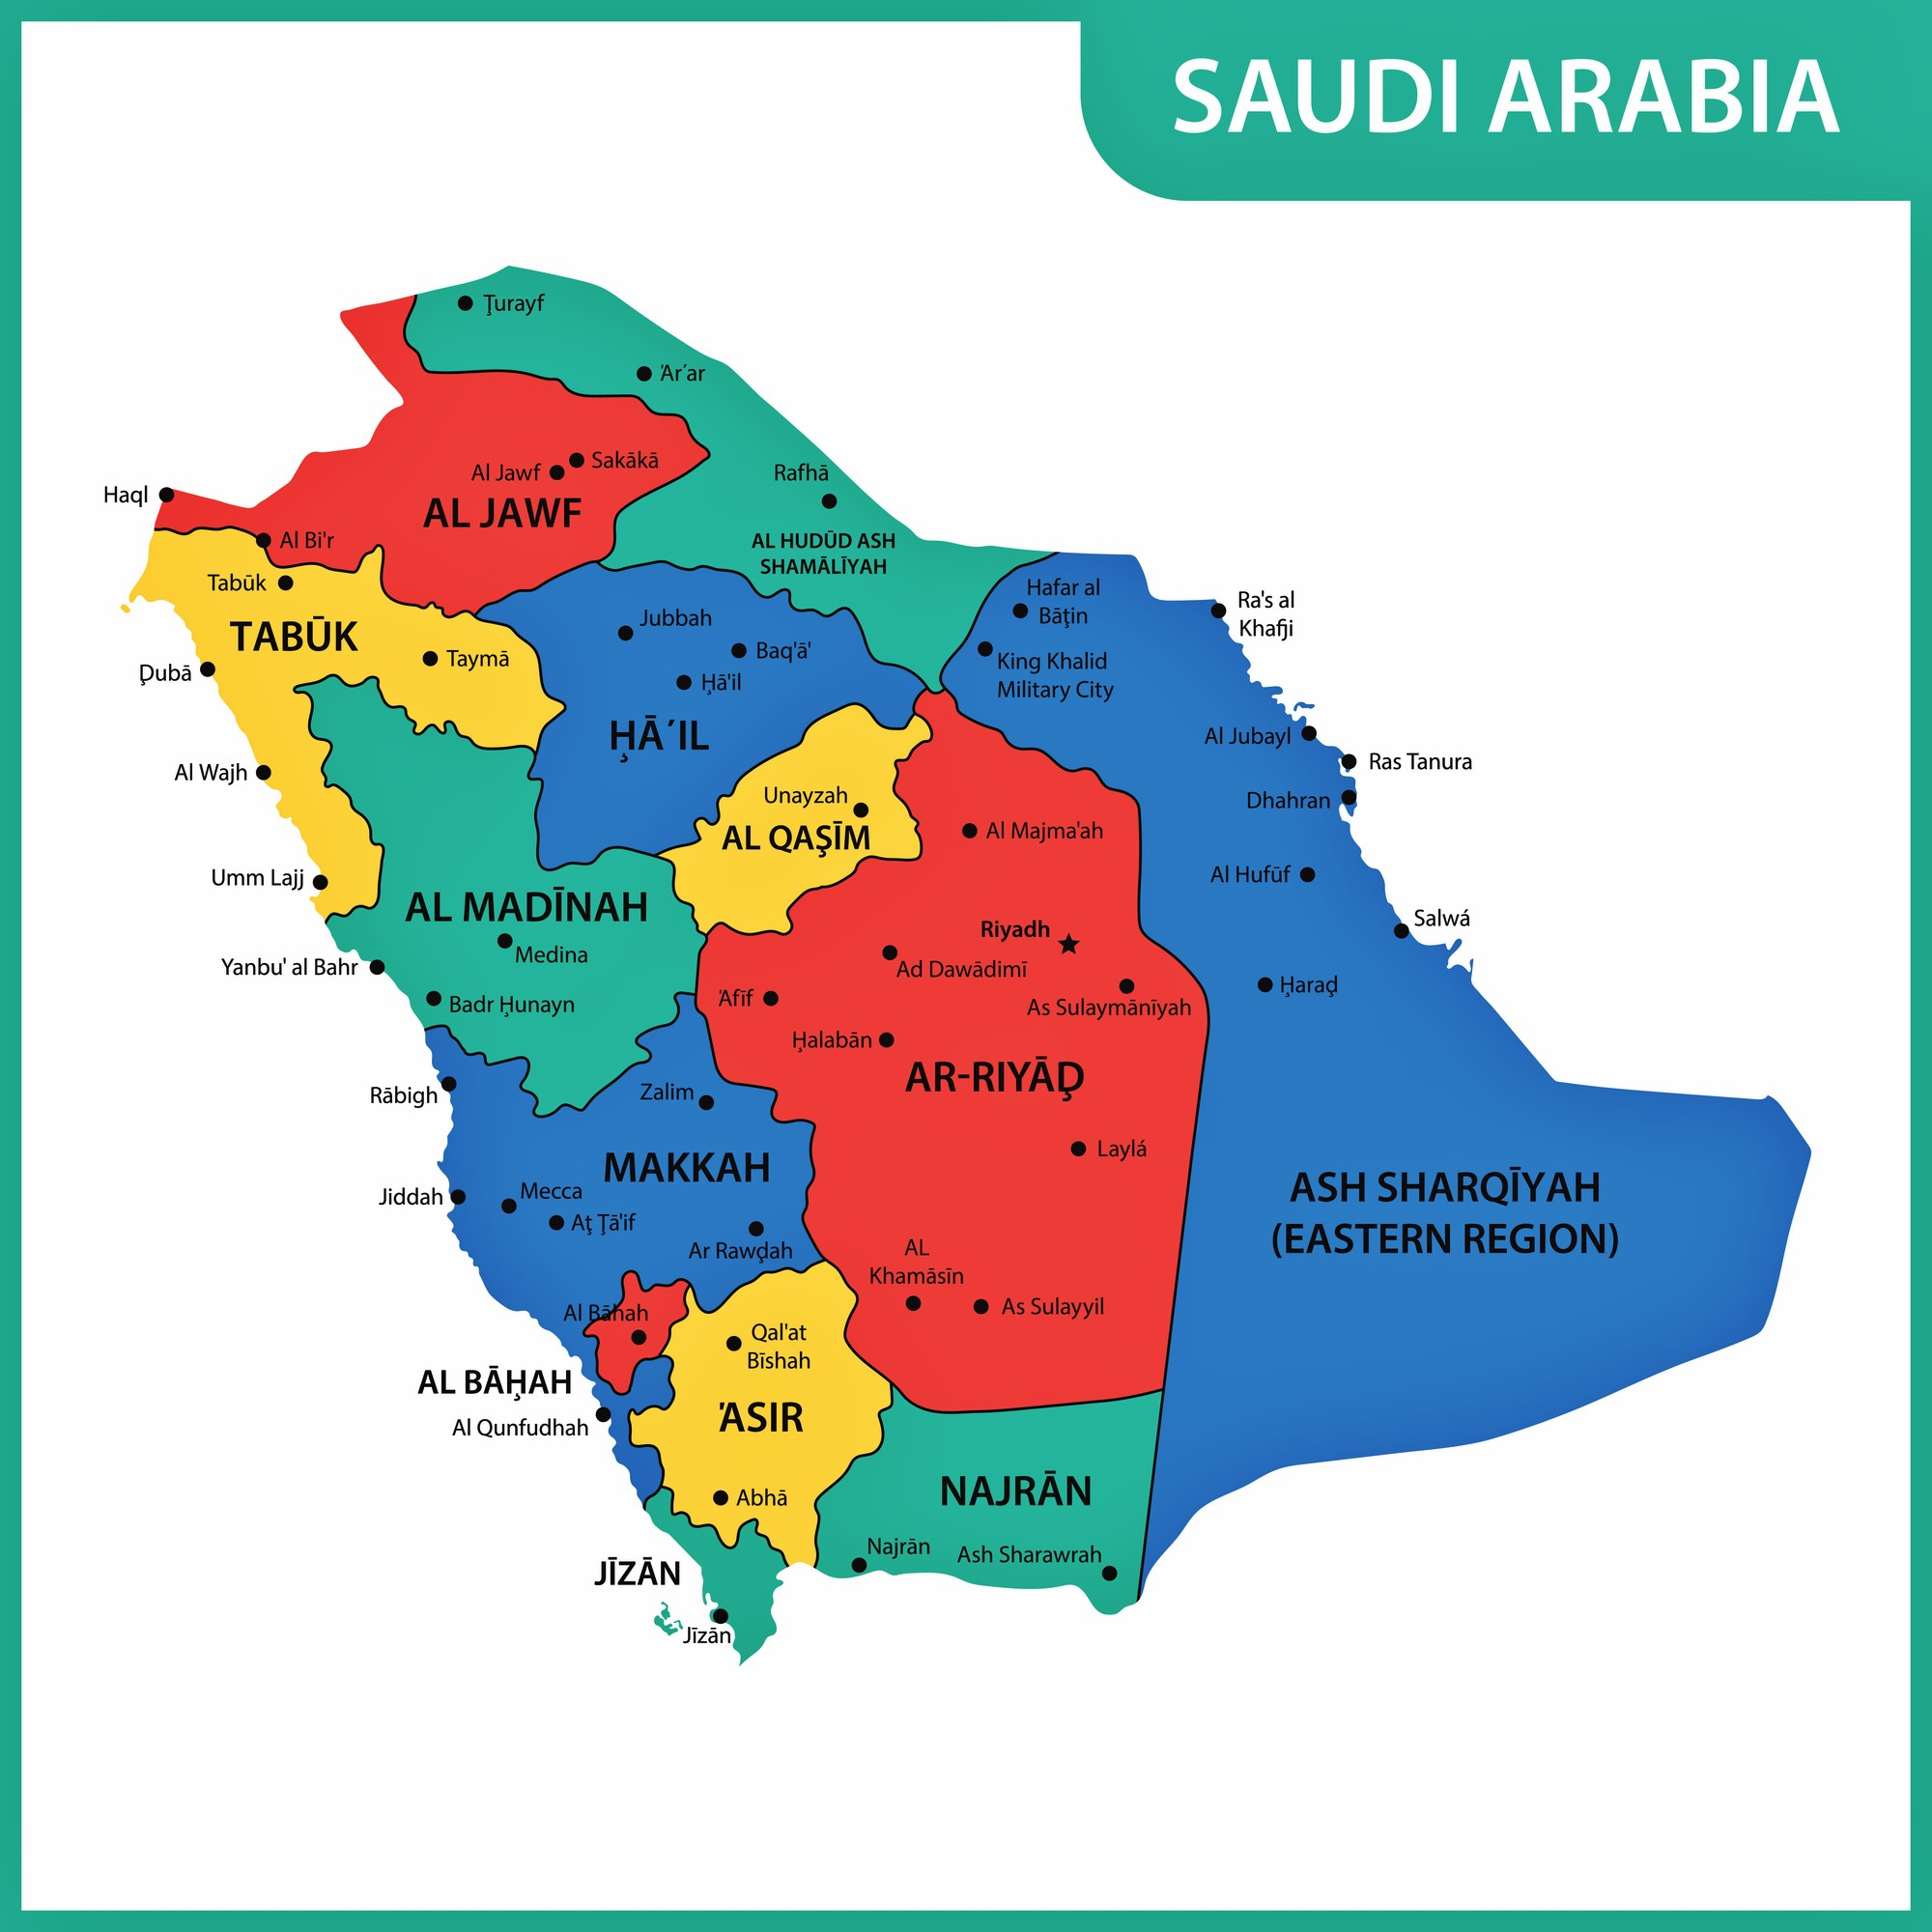 SAUDI ARABIA
Ţurayf
'Ar´ar
Sakākā
Al Jawf
AL JAWF
Rafhā
AL HUDŪD ASH
SHAMĀLĪYAH
Haql
Al Bi'r
Tabūk
TABŪK
Taymā
Ḑubā
Al Wajh
Umm Lajj
Jubbah
Baq'ā'
Ḩā'il
ḨĀ´IL
Hafar al
Bāţin
King Khalid
Military City
Ra's al
Khafji
Al Jubayl
Ras Tanura
Dhahran
Al Hufūf
Salwá
Ḩaraḑ
Unayzah
AL QAŞĪM
Al Majma'ah
AL MADĪNAH
Medina
Yanbu' al Bahr
Badr Ḩunayn
Riyadh
Ad Dawādimī
As Sulaymānīyah
'Afīf
Ḩalabān
AR-RIYĀḐ
Laylá
AL
Khamāsīn
As Sulayyil
Rābigh
Zalim
MAKKAH
Jiddah
Mecca
Aţ Ţā'if
Ar Rawḑah
ASH SHARQĪYAH
(EASTERN REGION)
Al Bāhah
AL BĀḨAH
Al Qunfudhah
Qal'at
Bīshah
'ASIR
Abhā
NAJRĀN
Najrān
Ash Sharawrah
JĪZĀN
Jīzān